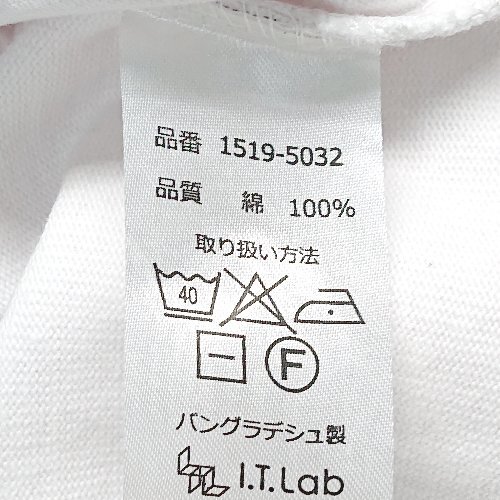 品番 1519-5032
品質 綿 100%
取り扱い方法
40
F
バングラデシュ製
I.T.Lab